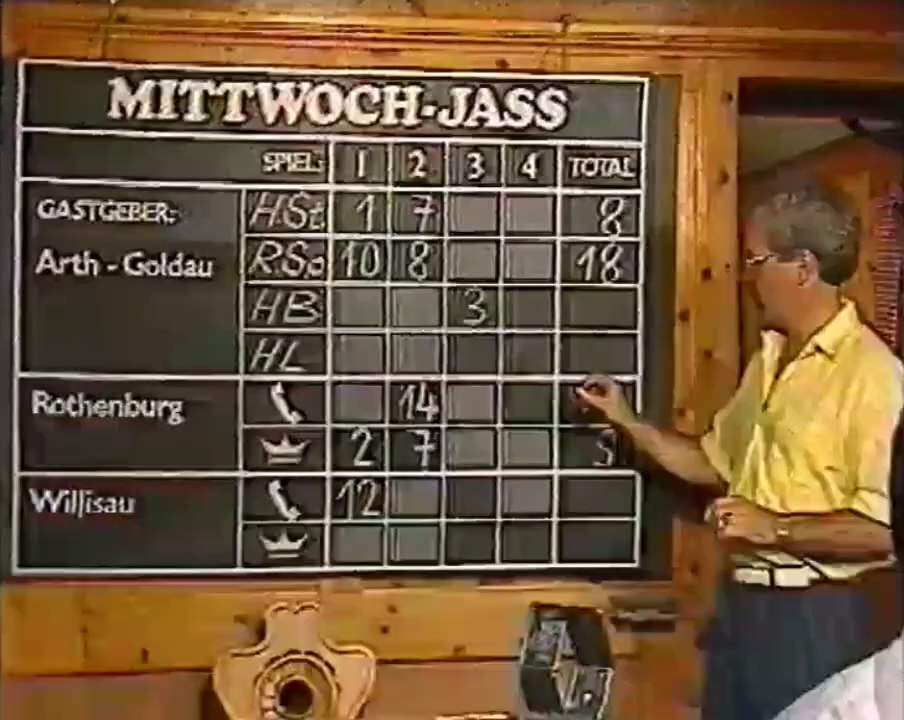 MITTWOCH-JASS
SPIEL: 1 2 3 4 TOTAL
GASTGEBER: HSt 1 7 8
Arth - Goldau RSo 10 8 18
HB 3
HL
Rothenburg 14
2 7
Willisau 12